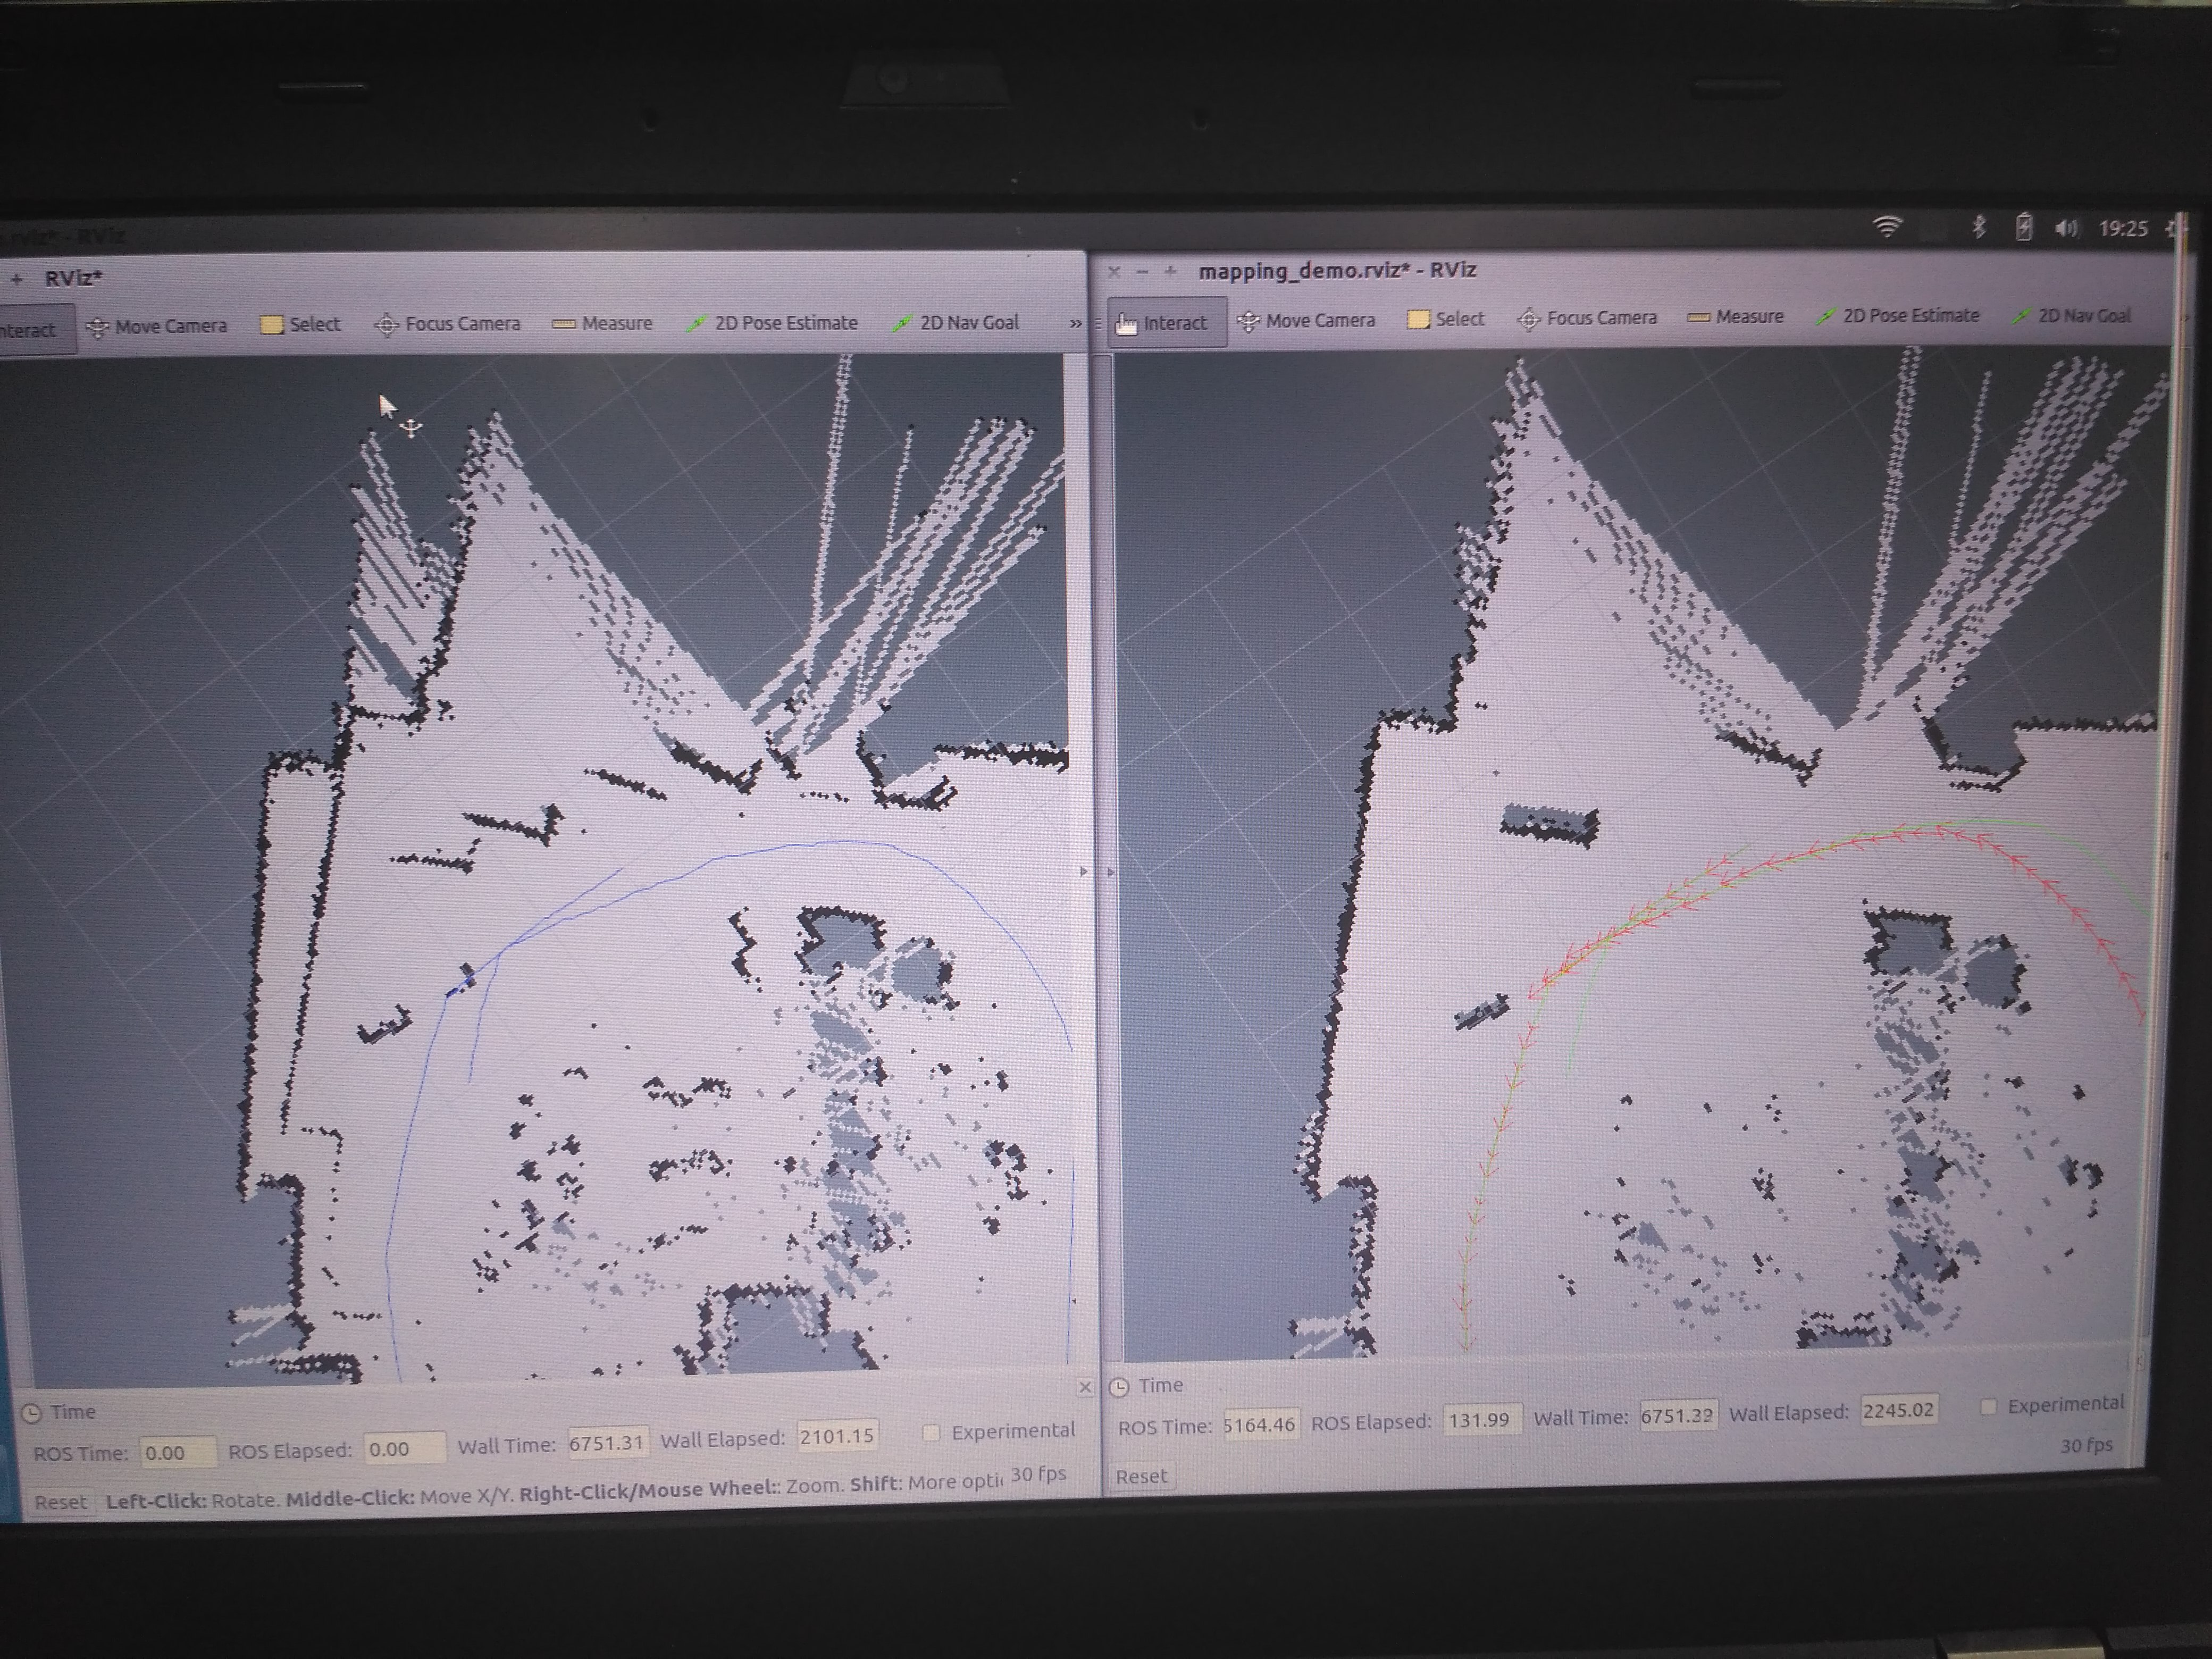 .rviz* - RViz
19:25
+ RViz*
nteract Move Camera Select Focus Camera Measure 2D Pose Estimate 2D Nav Goal »
Time
ROS Time: 0.00 ROS Elapsed: 0.00 Wall Time: 6751.31 Wall Elapsed: 2101.15 Experimental
Reset Left-Click: Rotate. Middle-Click: Move X/Y. Right-Click/Mouse Wheel:: Zoom. Shift: More opti 30 fps
× - + mapping_demo.rviz* - RViz
Interact Move Camera Select Focus Camera Measure 2D Pose Estimate 2D Nav Goal
Time
ROS Time: 5164.46 ROS Elapsed: 131.99 Wall Time: 6751.32 Wall Elapsed: 2245.02 Experimental
30 fps
Reset